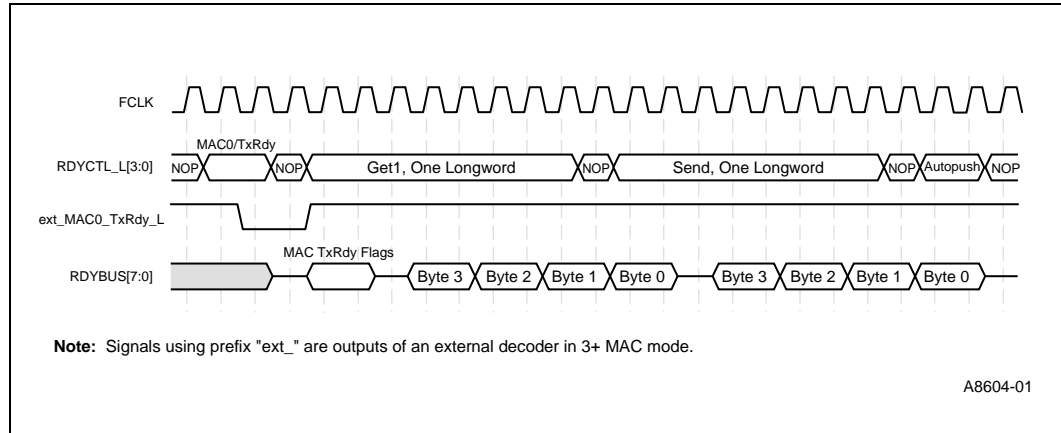 FCLK
MAC0/TxRdy
RDYCTL_L[3:0] NOP NOP Get1, One Longword NOP Send, One Longword NOP Autopush NOP
ext_MAC0_TxRdy_L
MAC TxRdy Flags
RDYBUS[7:0] Byte 3 Byte 2 Byte 1 Byte 0 Byte 3 Byte 2 Byte 1 Byte 0
Note: Signals using prefix "ext_" are outputs of an external decoder in 3+ MAC mode.
A8604-01